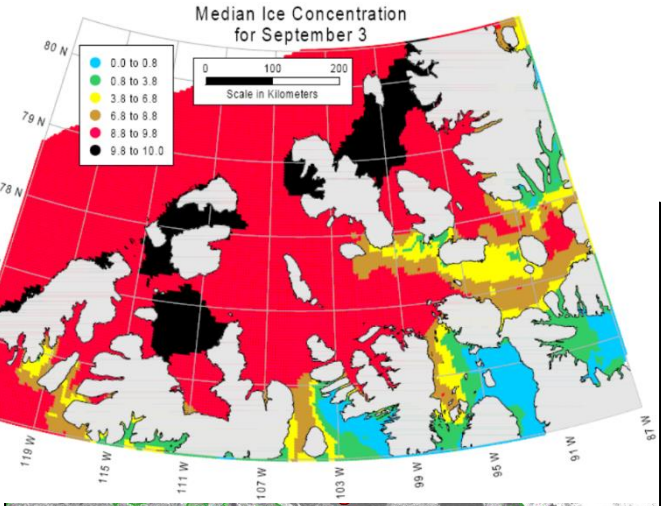 Median Ice Concentration
for September 3
80 N
0.0 to 0.8
0.8 to 3.8
3.8 to 6.8
6.8 to 8.8
8.8 to 9.8
9.8 to 10.0
0 100 200
Scale in Kilometers
79 N
78 N
119 W
115 W
111 W
107 W
103 W
99 W
95 W
91 W
87 W